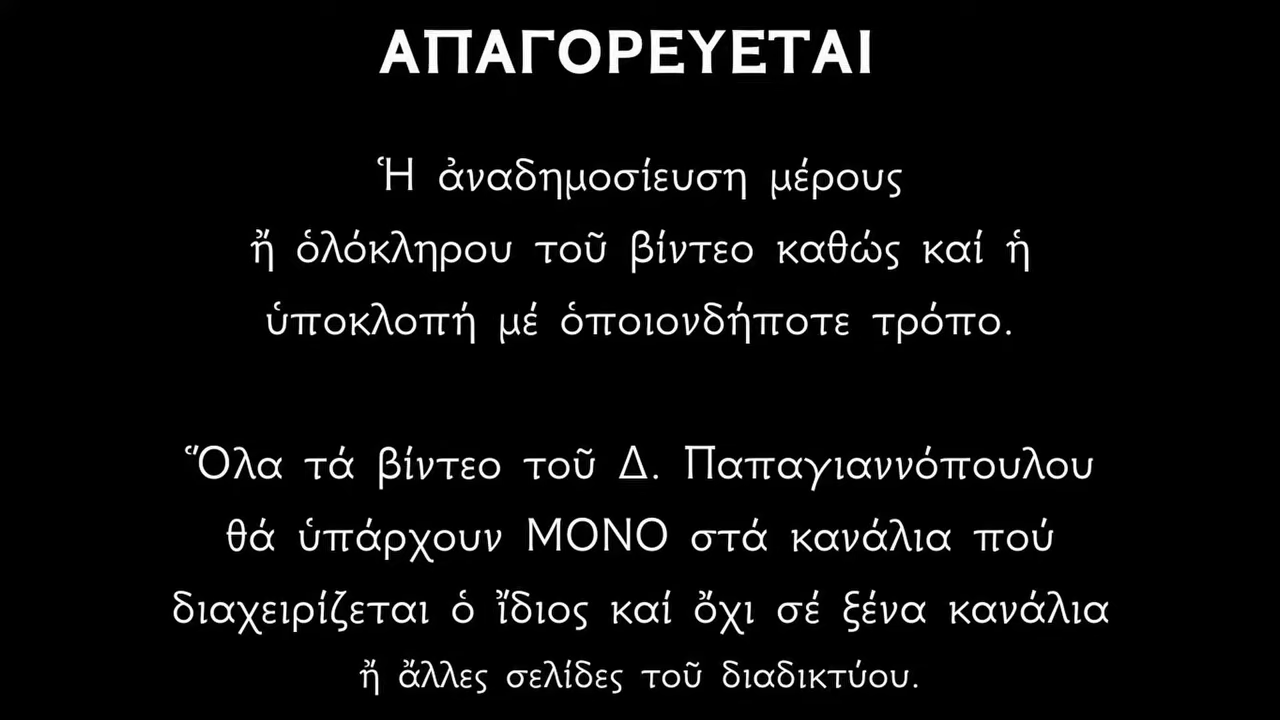 ΑΠΑΓΟΡΕΥΕΤΑΙ
Ἡ ἀναδημοσίευση μέρους
ἤ ὁλόκληρου τοῦ βίντεο καθώς καί ἡ
ὑποκλοπή μέ ὁποιονδήποτε τρόπο.
Ὅλα τά βίντεο τοῦ Δ. Παπαγιαννόπουλου
θά ὑπάρχουν ΜΟΝΟ στά κανάλια πού
διαχειρίζεται ὁ ἴδιος καί ὄχι σέ ξένα κανάλια
ἤ ἄλλες σελίδες τοῦ διαδικτύου.